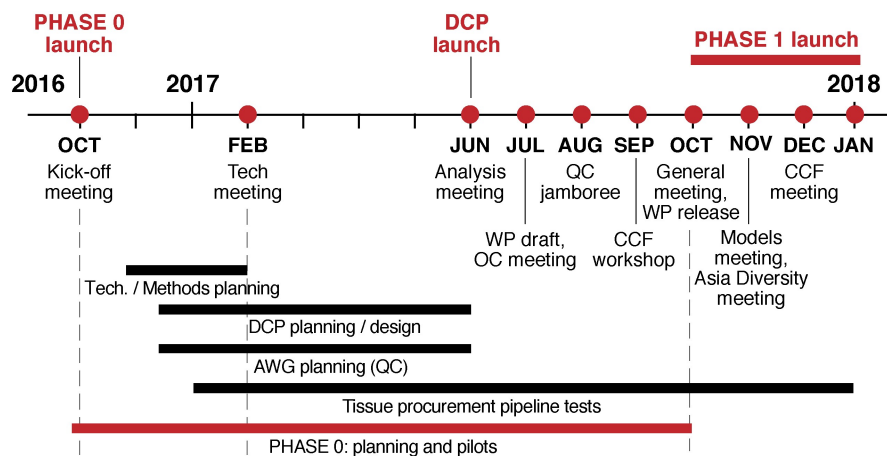 PHASE 0
launch
DCP
launch
PHASE 1 launch
2016
2017
2018
OCT
FEB
JUN
JUL
AUG
SEP
OCT
NOV
DEC
JAN
Kick-off
meeting
Tech
meeting
Analysis
meeting
QC
jamboree
General
meeting,
WP release
CCF
meeting
WP draft,
OC meeting
CCF
workshop
Models
meeting,
Asia Diversity
meeting
Tech. / Methods planning
DCP planning / design
AWG planning (QC)
Tissue procurement pipeline tests
PHASE 0: planning and pilots